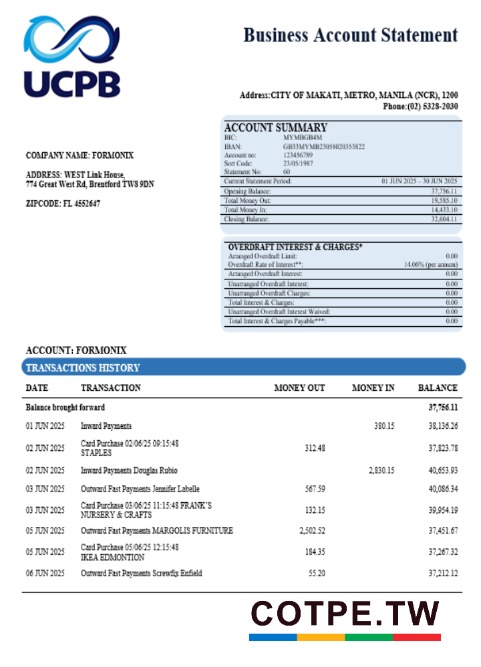 UCPB
Business Account Statement
Address:CITY OF MAKATI, METRO, MANILA (NCR), 1200
Phone:(02) 5328-2030
ACCOUNT SUMMARY
BIC: MYMBGB4M
IBAN: GB33MYMB23058020353822
Account no: 123456789
Sort Code: 23/05/1987
Statement No: 60
Current Statement Period: 01 JUN 2025 – 30 JUN 2025
Opening Balance: 37,756.11
Total Money Out: 19,585.10
Total Money In: 14,433.10
Closing Balance: 32,604.11
COMPANY NAME: FORMONIX
ADDRESS: WEST Link House,
774 Great West Rd, Brentford TW8 9DN
ZIPCODE: FL 4552647
OVERDRAFT INTEREST & CHARGES*
Arranged Overdraft Limit: 0.00
Overdraft Rate of Interest**: 14.06% (per annum)
Arranged Overdraft Interest: 0.00
Unarranged Overdraft Interest: 0.00
Unarranged Overdraft Charges: 0.00
Total Interest & Charges: 0.00
Unarranged Overdraft Interest Waived: 0.00
Total Interest & Charges Payable***: 0.00
ACCOUNT: FORMONIX
TRANSACTIONS HISTORY
DATE TRANSACTION MONEY OUT MONEY IN BALANCE
Balance brought forward 37,756.11
01 JUN 2025 Inward Payments 380.15 38,136.26
02 JUN 2025 Card Purchase 02/06/25 09:15:48 312.48 37,823.78
STAPLES
02 JUN 2025 Inward Payments Douglas Rubio 2,830.15 40,653.93
03 JUN 2025 Outward Fast Payments Jennifer Labelle 567.59 40,086.34
03 JUN 2025 Card Purchase 03/06/25 11:15:48 FRANK'S 132.15 39,954.19
NURSERY & CRAFTS
05 JUN 2025 Outward Fast Payments MARGOLIS FURNITURE 2,502.52 37,451.67
05 JUN 2025 Card Purchase 05/06/25 12:15:48 184.35 37,267.32
IKEA EDMONTION
06 JUN 2025 Outward Fast Payments Screwfix Enfield 55.20 37,212.12
COTPE.TW